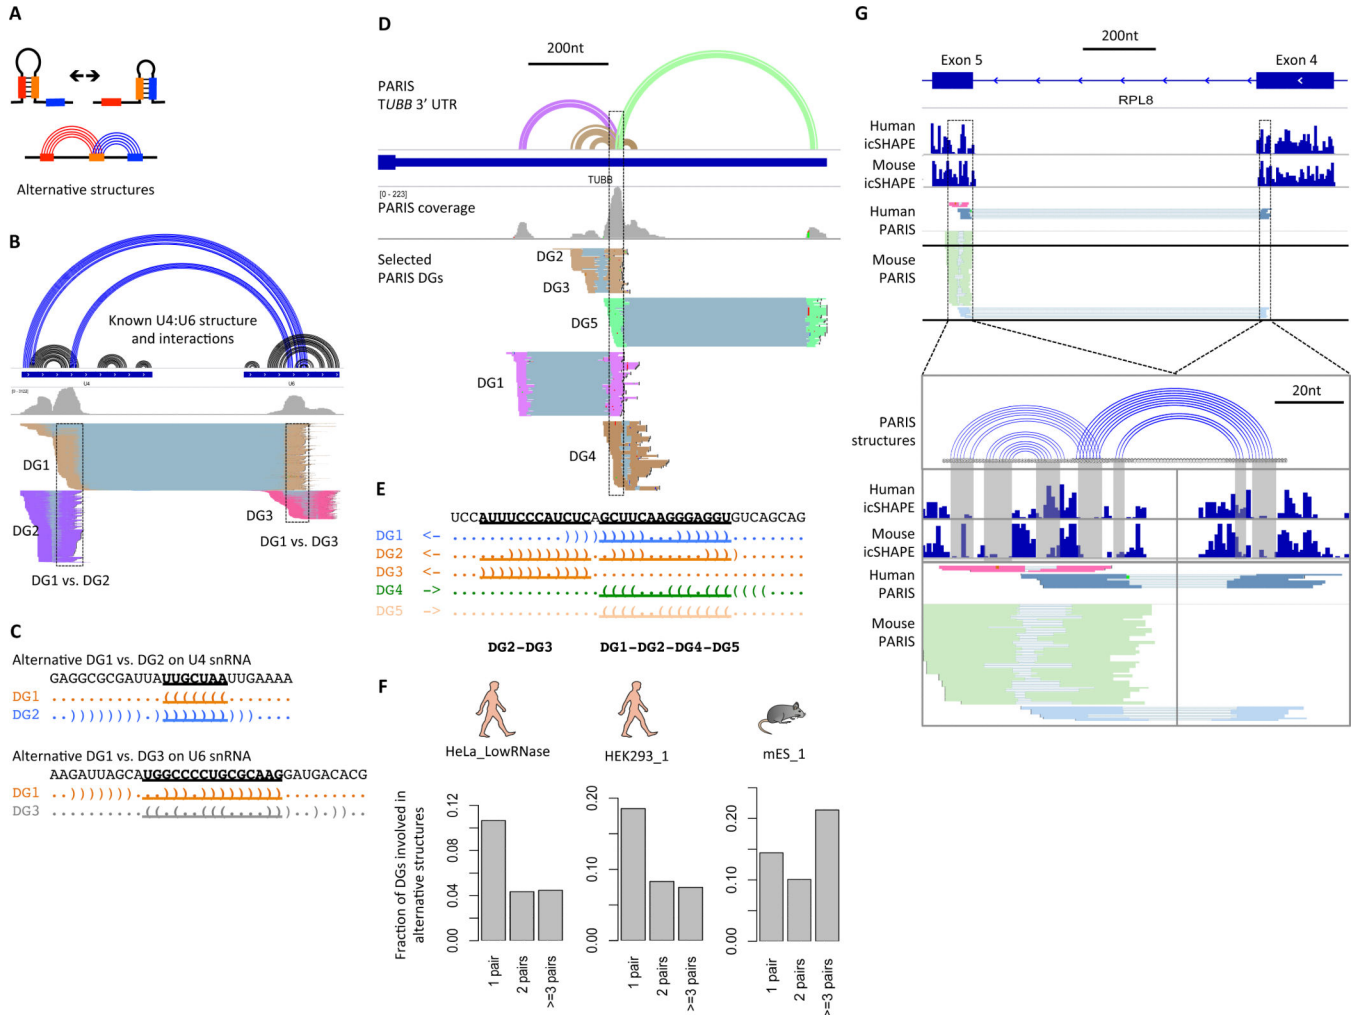 A
Alternative structures
B
Known U4:U6 structure
and interactions
U4
U6
DG1
DG2
DG3
DG1 vs. DG3
DG1 vs. DG2
C
Alternative DG1 vs. DG2 on U4 snRNA
GAGGCGCGAUUAUUGCUAAUUGAAAA
DG1
DG2
Alternative DG1 vs. DG3 on U6 snRNA
AAGAUUAGCAUGGCCCCUGCGCAAGGAUGACACG
DG1
DG3
D
200nt
PARIS
TUBB 3' UTR
TUBB
[0 - 223]
PARIS coverage
Selected
PARIS DGs
DG2
DG3
DG5
DG1
DG4
E
UCCAUUUCCCAUCUCAGCUUCAAGGGAGGUGUCAGCAG
DG1 <-
DG2 <-
DG3 <-
DG4 ->
DG5 ->
DG2-DG3 DG1-DG2-DG4-DG5
F
HeLa_LowRNase HEK293_1 mES_1
Fraction of DGs involved in
alternative structures
0.12
0.08
0.04
0.00
1 pair
2 pairs
>=3 pairs
0.20
0.10
0.00
1 pair
2 pairs
>=3 pairs
0.20
0.10
0.00
1 pair
2 pairs
>=3 pairs
G
200nt
Exon 5 Exon 4
RPL8
Human
icSHAPE
Mouse
icSHAPE
Human
PARIS
Mouse
PARIS
20nt
PARIS
structures
Human
icSHAPE
Mouse
icSHAPE
Human
PARIS
Mouse
PARIS